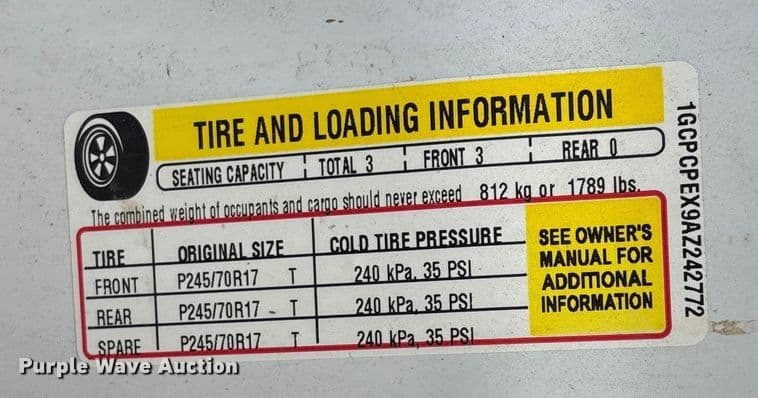 TIRE AND LOADING INFORMATION
SEATING CAPACITY TOTAL 3 FRONT 3 REAR 0
The combined weight of occupants and cargo should never exceed 812 kg or 1789 lbs.
TIRE ORIGINAL SIZE COLD TIRE PRESSURE
FRONT P245/70R17 T 240 kPa, 35 PSI
REAR P245/70R17 - T 240 kPa, 35 PSI
SPARE P245/70R17 T 240 kPa, 35 PSI
SEE OWNER'S
MANUAL FOR
ADDITIONAL
INFORMATION
1GCPCPEX9AZ242772
Purple Wave Auction